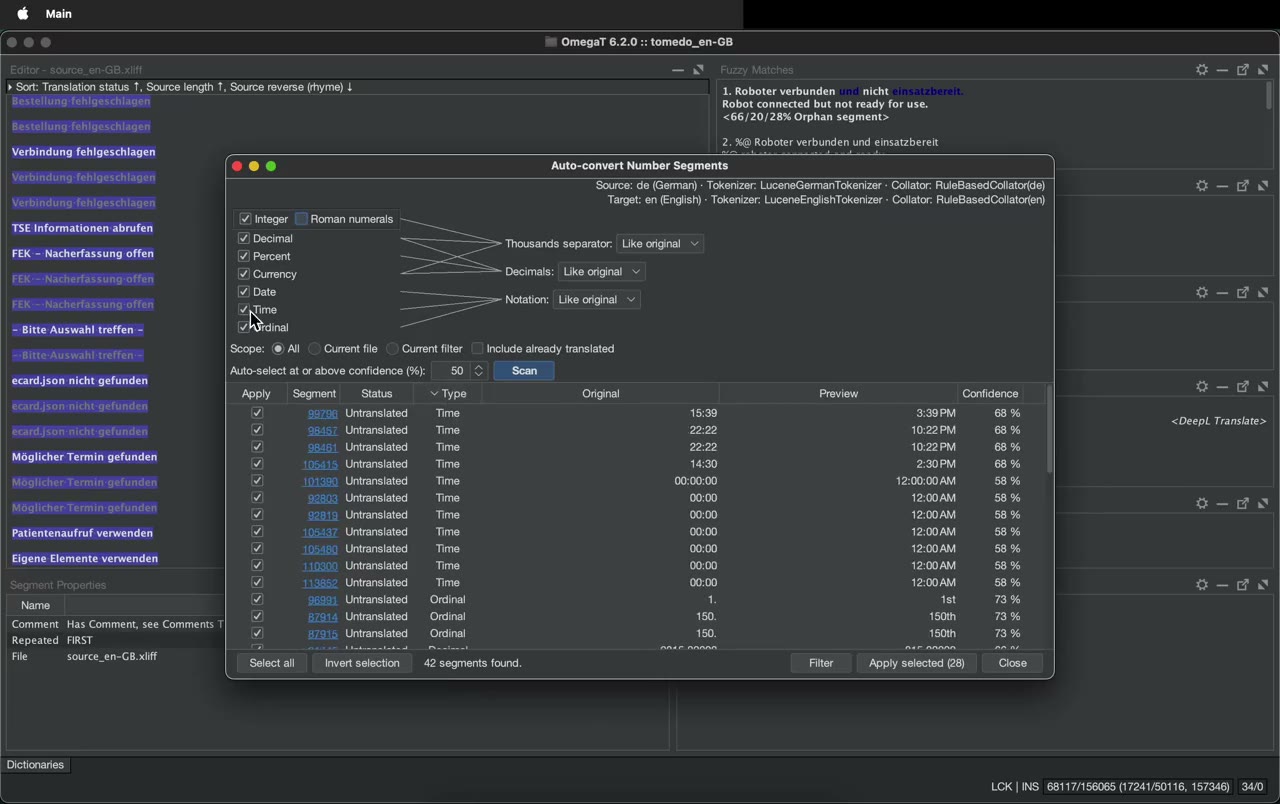 Main
OmegaT 6.2.0 :: tomedo_en-GB
Editor - source_en-GB.xliff
Fuzzy Matches
Sort: Translation status ↑, Source length ↑, Source reverse (rhyme) ↓
Bestellung·fehlgeschlagen
Bestellung·fehlgeschlagen
Verbindung fehlgeschlagen
Verbindung·fehlgeschlagen
Verbindung·fehlgeschlagen
TSE Informationen abrufen
FEK – Nacherfassung offen
FEK·–·Nacherfassung·offen
FEK·–·Nacherfassung·offen
– Bitte Auswahl treffen –
–·Bitte·Auswahl·treffen·–
ecard.json nicht gefunden
ecard.json·nicht·gefunden
ecard.json·nicht·gefunden
Möglicher Termin gefunden
Möglicher·Termin·gefunden
Möglicher·Termin·gefunden
Patientenaufruf verwenden
Eigene Elemente verwenden
1. Roboter verbunden und nicht einsatzbereit.
Robot connected but not ready for use.
<66/20/28% Orphan segment>
2. %@ Roboter verbunden und einsatzbereit
Auto-convert Number Segments
Source: de (German) · Tokenizer: LuceneGermanTokenizer · Collator: RuleBasedCollator(de)
Target: en (English) · Tokenizer: LuceneEnglishTokenizer · Collator: RuleBasedCollator(en)
Integer Roman numerals
Decimal
Percent
Currency
Date
Time
Ordinal
Thousands separator: Like original
Decimals: Like original
Notation: Like original
Scope: All Current file Current filter Include already translated
Auto-select at or above confidence (%): 50 Scan
Apply Segment Status Type Original Preview Confidence
99796 Untranslated Time 15:39 3:39 PM 68 %
98457 Untranslated Time 22:22 10:22 PM 68 %
98461 Untranslated Time 22:22 10:22 PM 68 %
105415 Untranslated Time 14:30 2:30 PM 68 %
101390 Untranslated Time 00:00:00 12:00:00 AM 58 %
92803 Untranslated Time 00:00 12:00 AM 58 %
92819 Untranslated Time 00:00 12:00 AM 58 %
105437 Untranslated Time 00:00 12:00 AM 58 %
105480 Untranslated Time 00:00 12:00 AM 58 %
110300 Untranslated Time 00:00 12:00 AM 58 %
113852 Untranslated Time 00:00 12:00 AM 58 %
96991 Untranslated Ordinal 1. 1st 73 %
87914 Untranslated Ordinal 150. 150th 73 %
87915 Untranslated Ordinal 150. 150th 73 %
Select all Invert selection 42 segments found. Filter Apply selected (28) Close
<DeepL Translate>
Segment Properties
Name
Comment Has Comment, see Comments T
Repeated FIRST
File source_en-GB.xliff
Dictionaries
LCK | INS 68117/156065 (17241/50116, 157346) 34/0